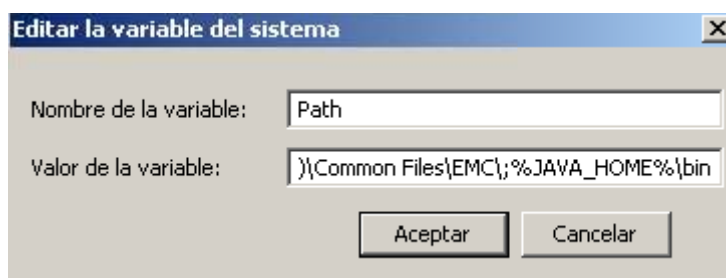 Editar la variable del sistema
Nombre de la variable: Path
Valor de la variable: )\Common Files\EMC\;%JAVA_HOME%\bin
Aceptar Cancelar